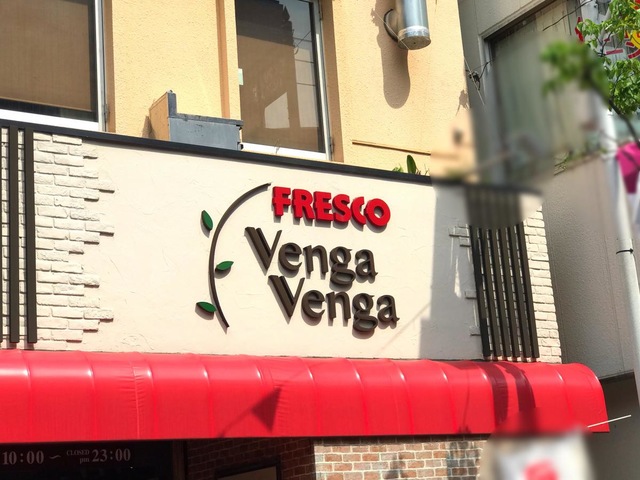 FRESCO
Venga
Venga
10:00 ~ CLOSED pm 23:00